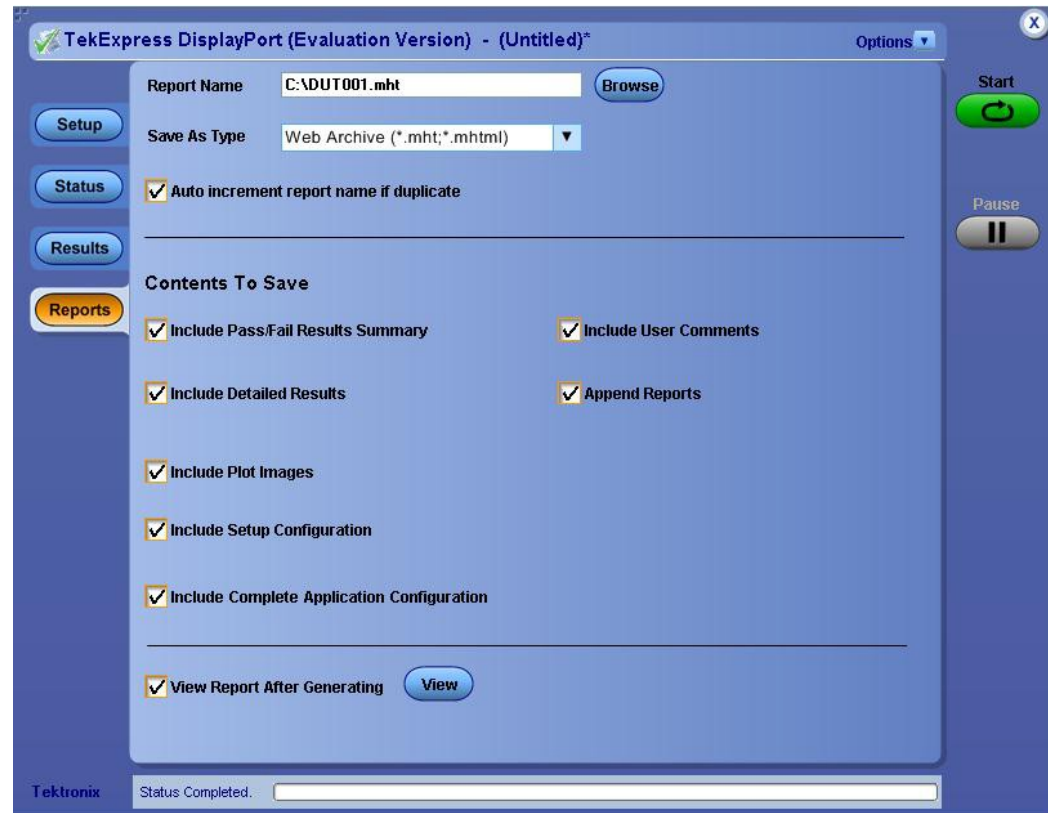 TekExpress DisplayPort (Evaluation Version) - (Untitled)*
Options
X
Report Name
C:\DUT001.mht
Browse
Start
Setup
Save As Type
Web Archive (*.mht;*.mhtml)
Status
Auto increment report name if duplicate
Pause
Results
Contents To Save
Reports
Include Pass/Fail Results Summary
Include User Comments
Include Detailed Results
Append Reports
Include Plot Images
Include Setup Configuration
Include Complete Application Configuration
View Report After Generating
View
Tektronix
Status Completed.